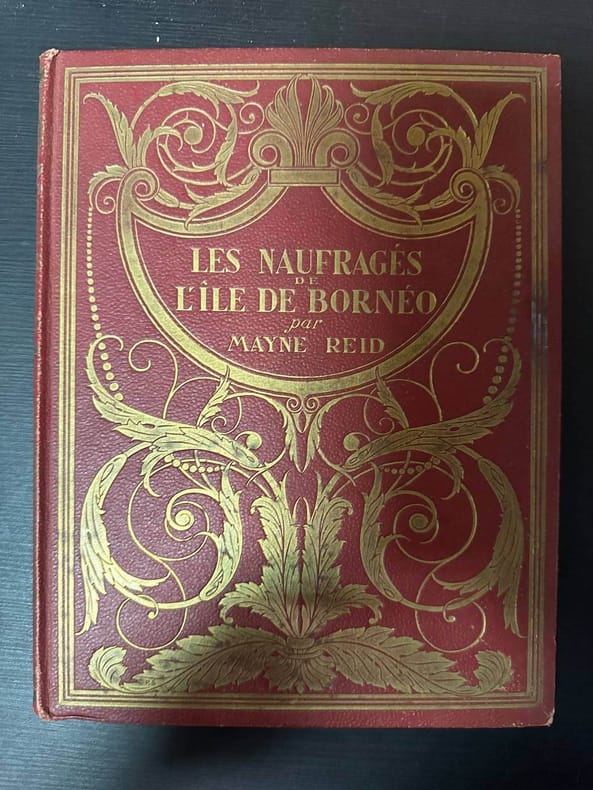 LES NAUFRAGÉS
DE
L'ÎLE DE BORNÉO
par
MAYNE REID